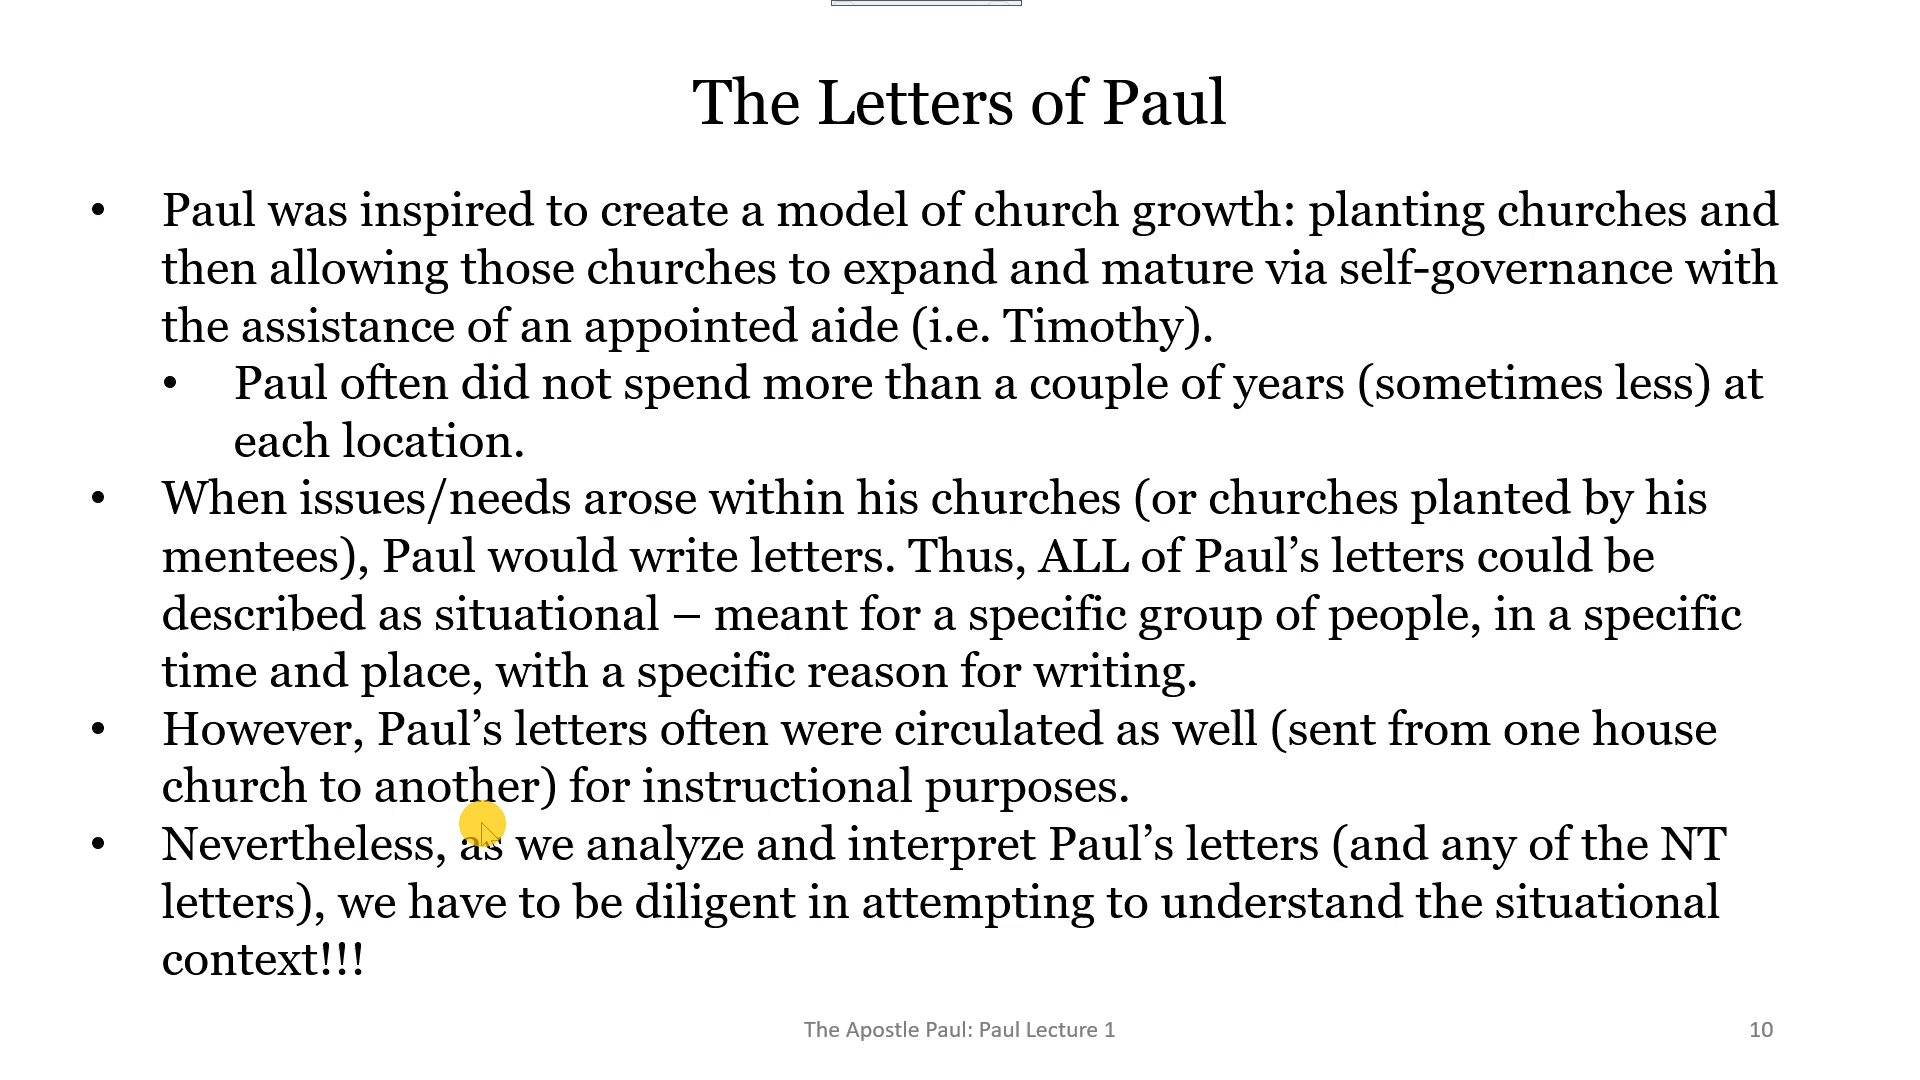 The Letters of Paul
• Paul was inspired to create a model of church growth: planting churches and
then allowing those churches to expand and mature via self-governance with
the assistance of an appointed aide (i.e. Timothy).
• Paul often did not spend more than a couple of years (sometimes less) at
each location.
• When issues/needs arose within his churches (or churches planted by his
mentees), Paul would write letters. Thus, ALL of Paul’s letters could be
described as situational – meant for a specific group of people, in a specific
time and place, with a specific reason for writing.
• However, Paul’s letters often were circulated as well (sent from one house
church to another) for instructional purposes.
• Nevertheless, as we analyze and interpret Paul’s letters (and any of the NT
letters), we have to be diligent in attempting to understand the situational
context!!!
The Apostle Paul: Paul Lecture 1
10